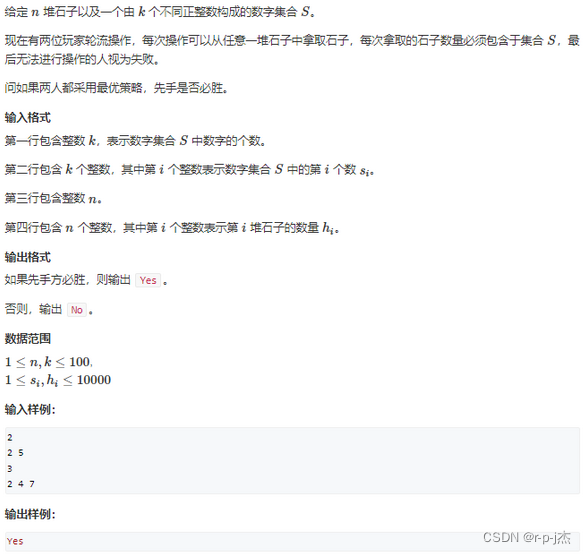 给定 n 堆石子以及一个由 k 个不同正整数构成的数字集合 S。
现在有两位玩家轮流操作，每次操作可以从任意一堆石子中拿取石子，每次拿取的石子数量必须包含于集合 S，最
后无法进行操作的人视为失败。
问如果两人都采用最优策略，先手是否必胜。
输入格式
第一行包含整数 k，表示数字集合 S 中数字的个数。
第二行包含 k 个整数，其中第 i 个整数表示数字集合 S 中的第 i 个数 sᵢ。
第三行包含整数 n。
第四行包含 n 个整数，其中第 i 个整数表示第 i 堆石子的数量 hᵢ。
输出格式
如果先手方必胜，则输出 Yes 。
否则，输出 No 。
数据范围
1 ≤ n, k ≤ 100,
1 ≤ sᵢ, hᵢ ≤ 10000
输入样例：
2
2 5
3
2 4 7
输出样例：
Yes
CSDN @r-p-j杰